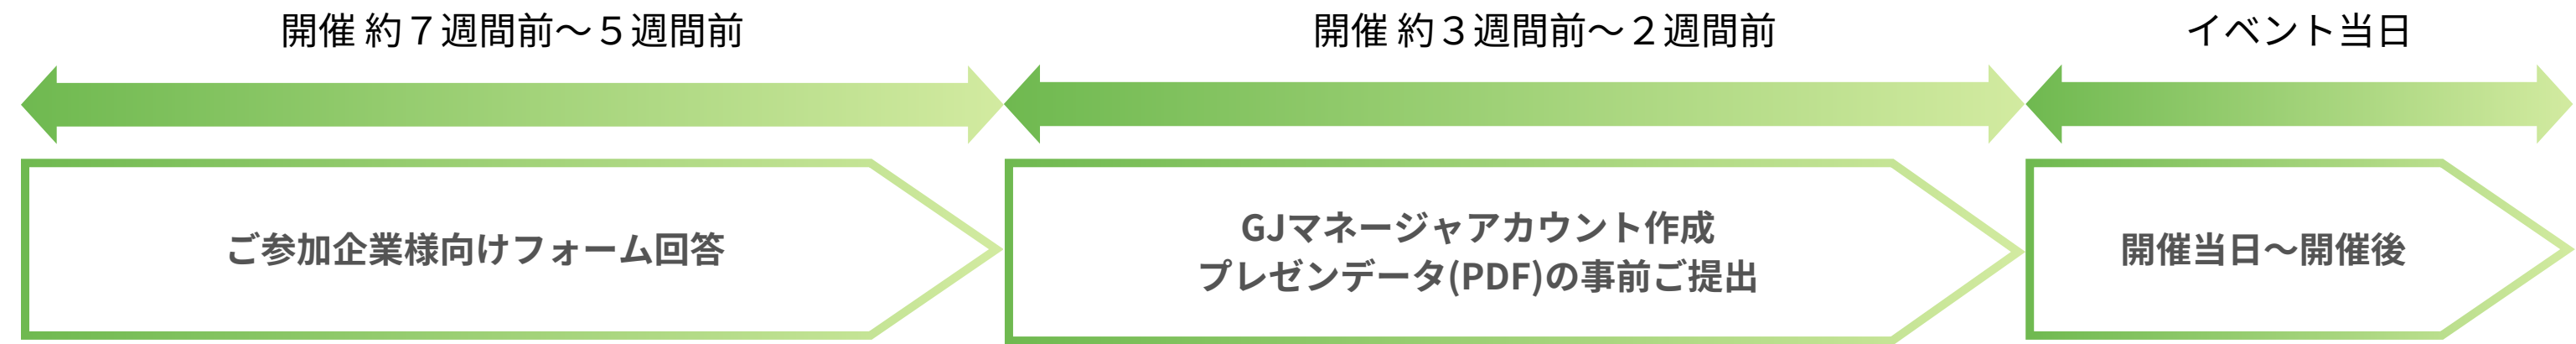 開催 約７週間前～５週間前
開催 約３週間前～２週間前
イベント当日
ご参加企業様向けフォーム回答
GJマネージャアカウント作成
プレゼンデータ(PDF)の事前ご提出
開催当日～開催後